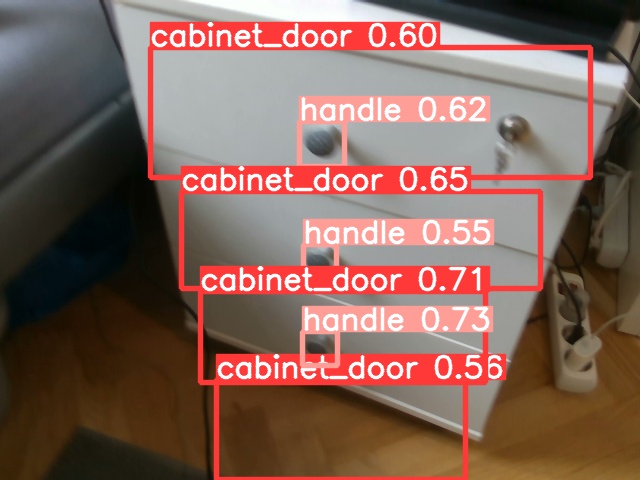 cabinet_door 0.60
handle 0.62
cabinet_door 0.65
handle 0.55
cabinet_door 0.71
handle 0.73
cabinet_door 0.56